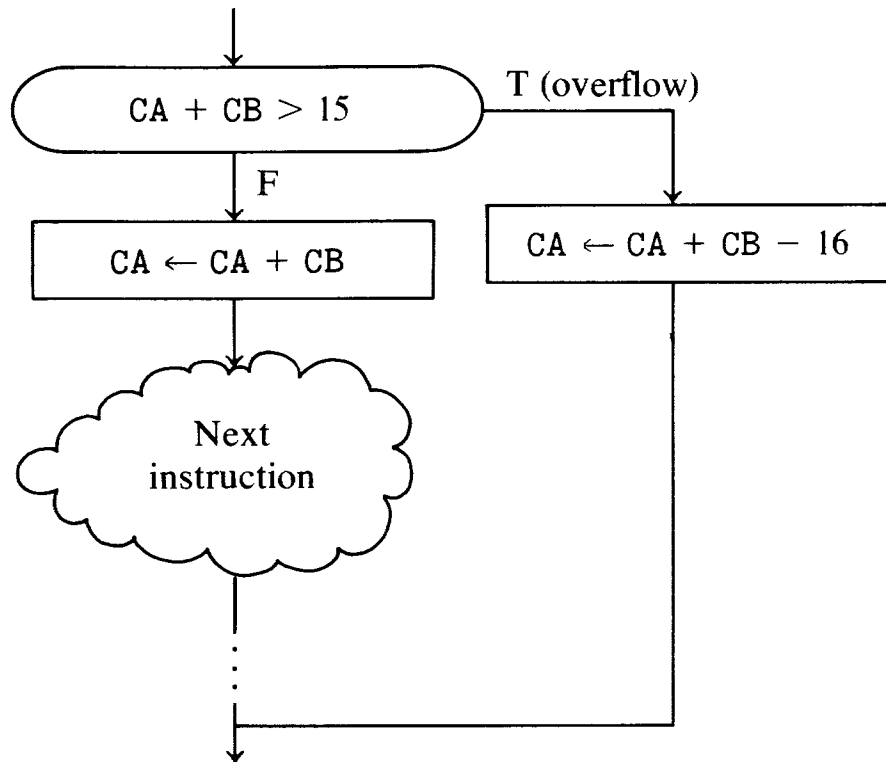 CA + CB > 15
T (overflow)
F
CA ← CA + CB
CA ← CA + CB − 16
Next
instruction